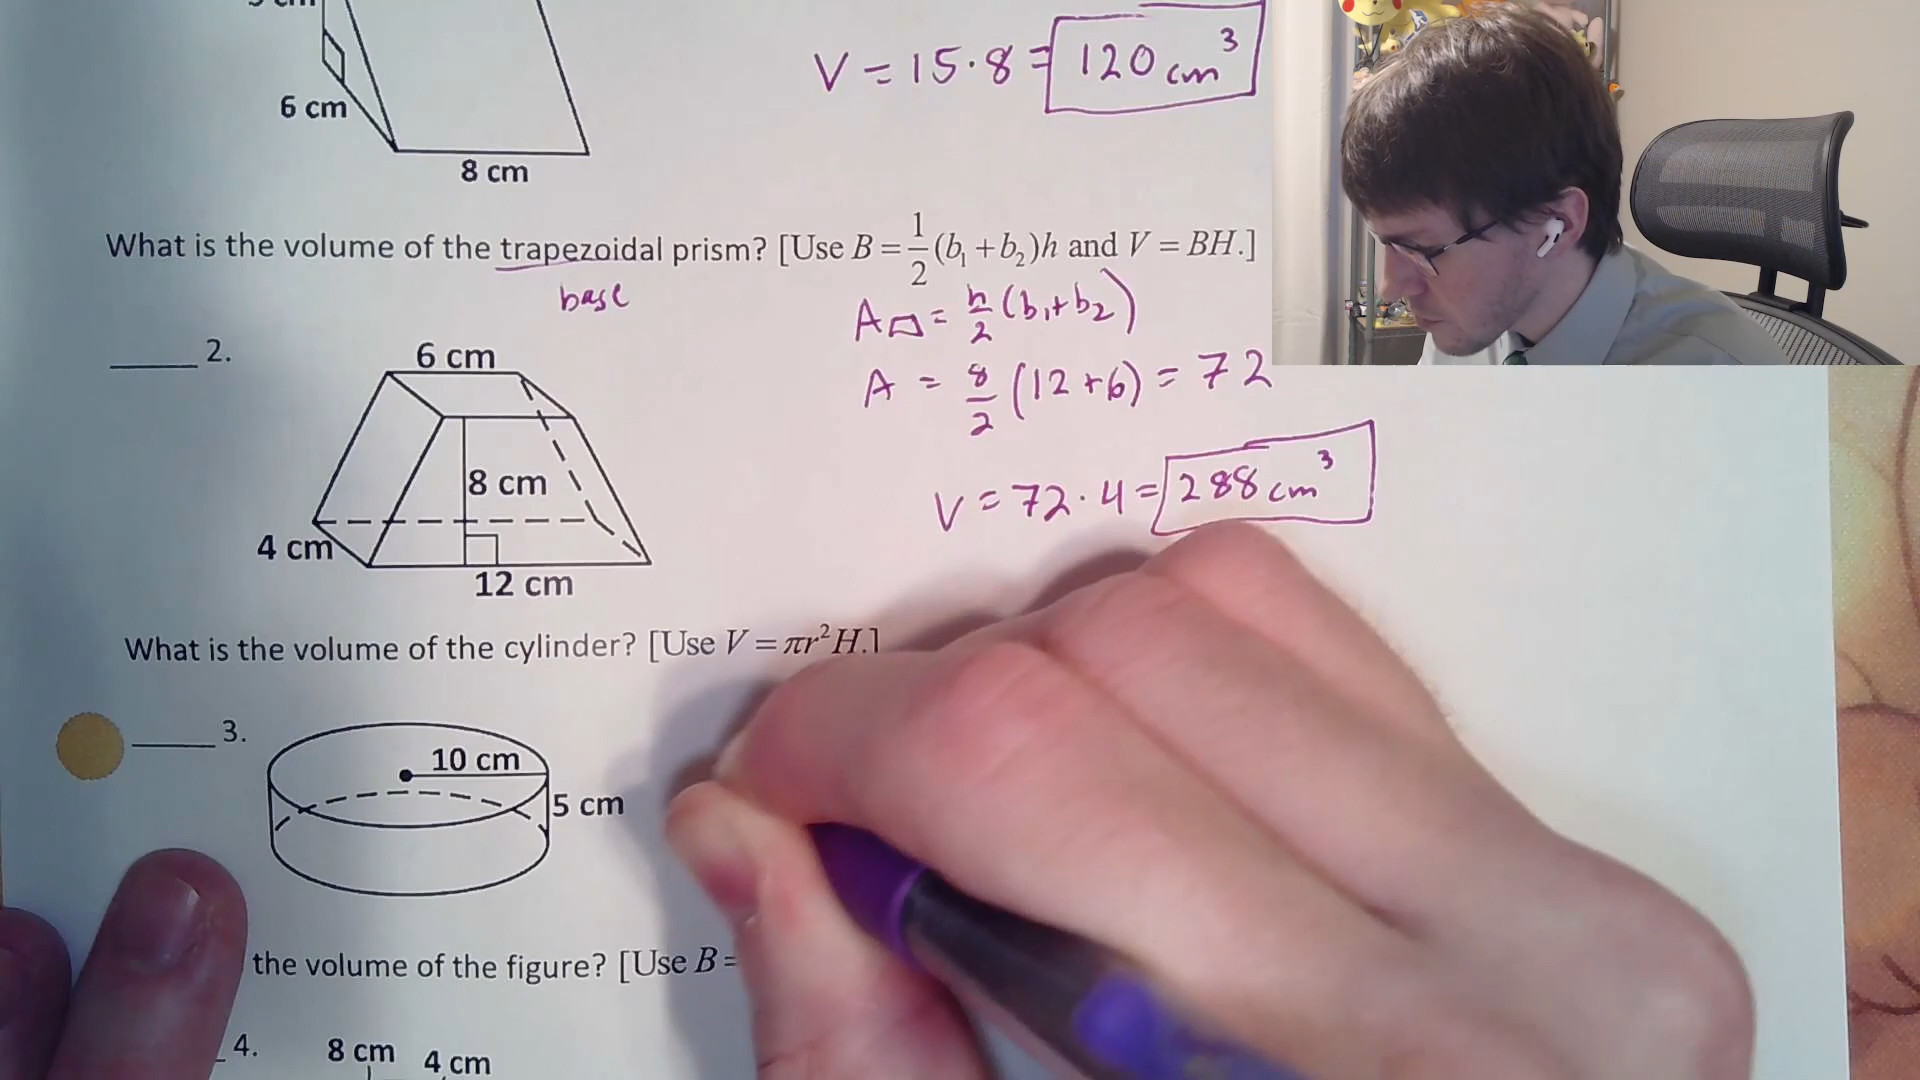 V = 15·8 = 120 cm³
6 cm
8 cm
What is the volume of the trapezoidal prism? [Use B = 1/2 (b₁ + b₂)h and V = BH.]
base
A▱ = h/2 (b₁ + b₂)
A = 8/2 (12 + 6) = 72
2.
6 cm
8 cm
4 cm
12 cm
V = 72·4 = 288 cm³
What is the volume of the cylinder? [Use V = πr²H.]
3.
10 cm
5 cm
the volume of the figure? [Use B =
4.
8 cm
4 cm